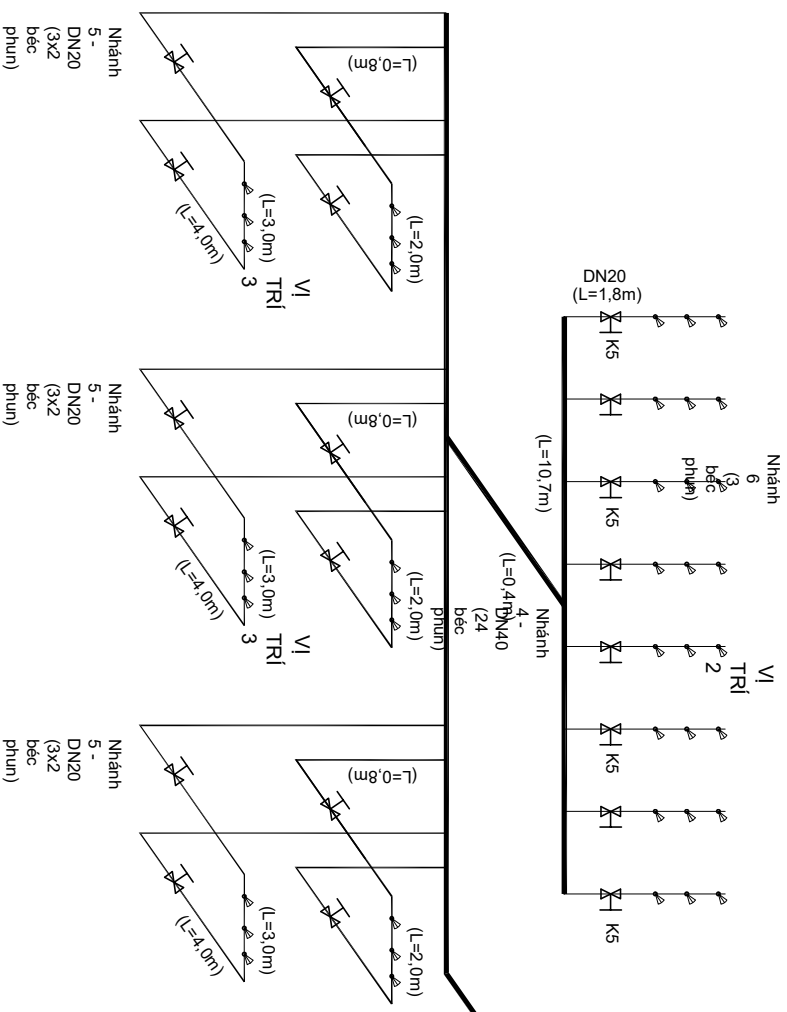 Nhánh
5 -
DN20
(3x2
béc
phun)
(L=0,8m)
(L=2,0m)
(L=3,0m)
(L=4,0m)
VỊ
TRÍ
3
Nhánh
5 -
DN20
(3x2
béc
phun)
(L=0,8m)
(L=2,0m)
(L=3,0m)
(L=4,0m)
VỊ
TRÍ
3
Nhánh
5 -
DN20
(3x2
béc
phun)
(L=0,8m)
(L=2,0m)
(L=3,0m)
(L=4,0m)
DN20
(L=1,8m)
K5
K5
K5
K5
(L=10,7m)
Nhánh
6
(3
béc
phun)
(L=0,4m)
Nhánh
4 -
DN40
(24
béc
phun)
VỊ
TRÍ
2